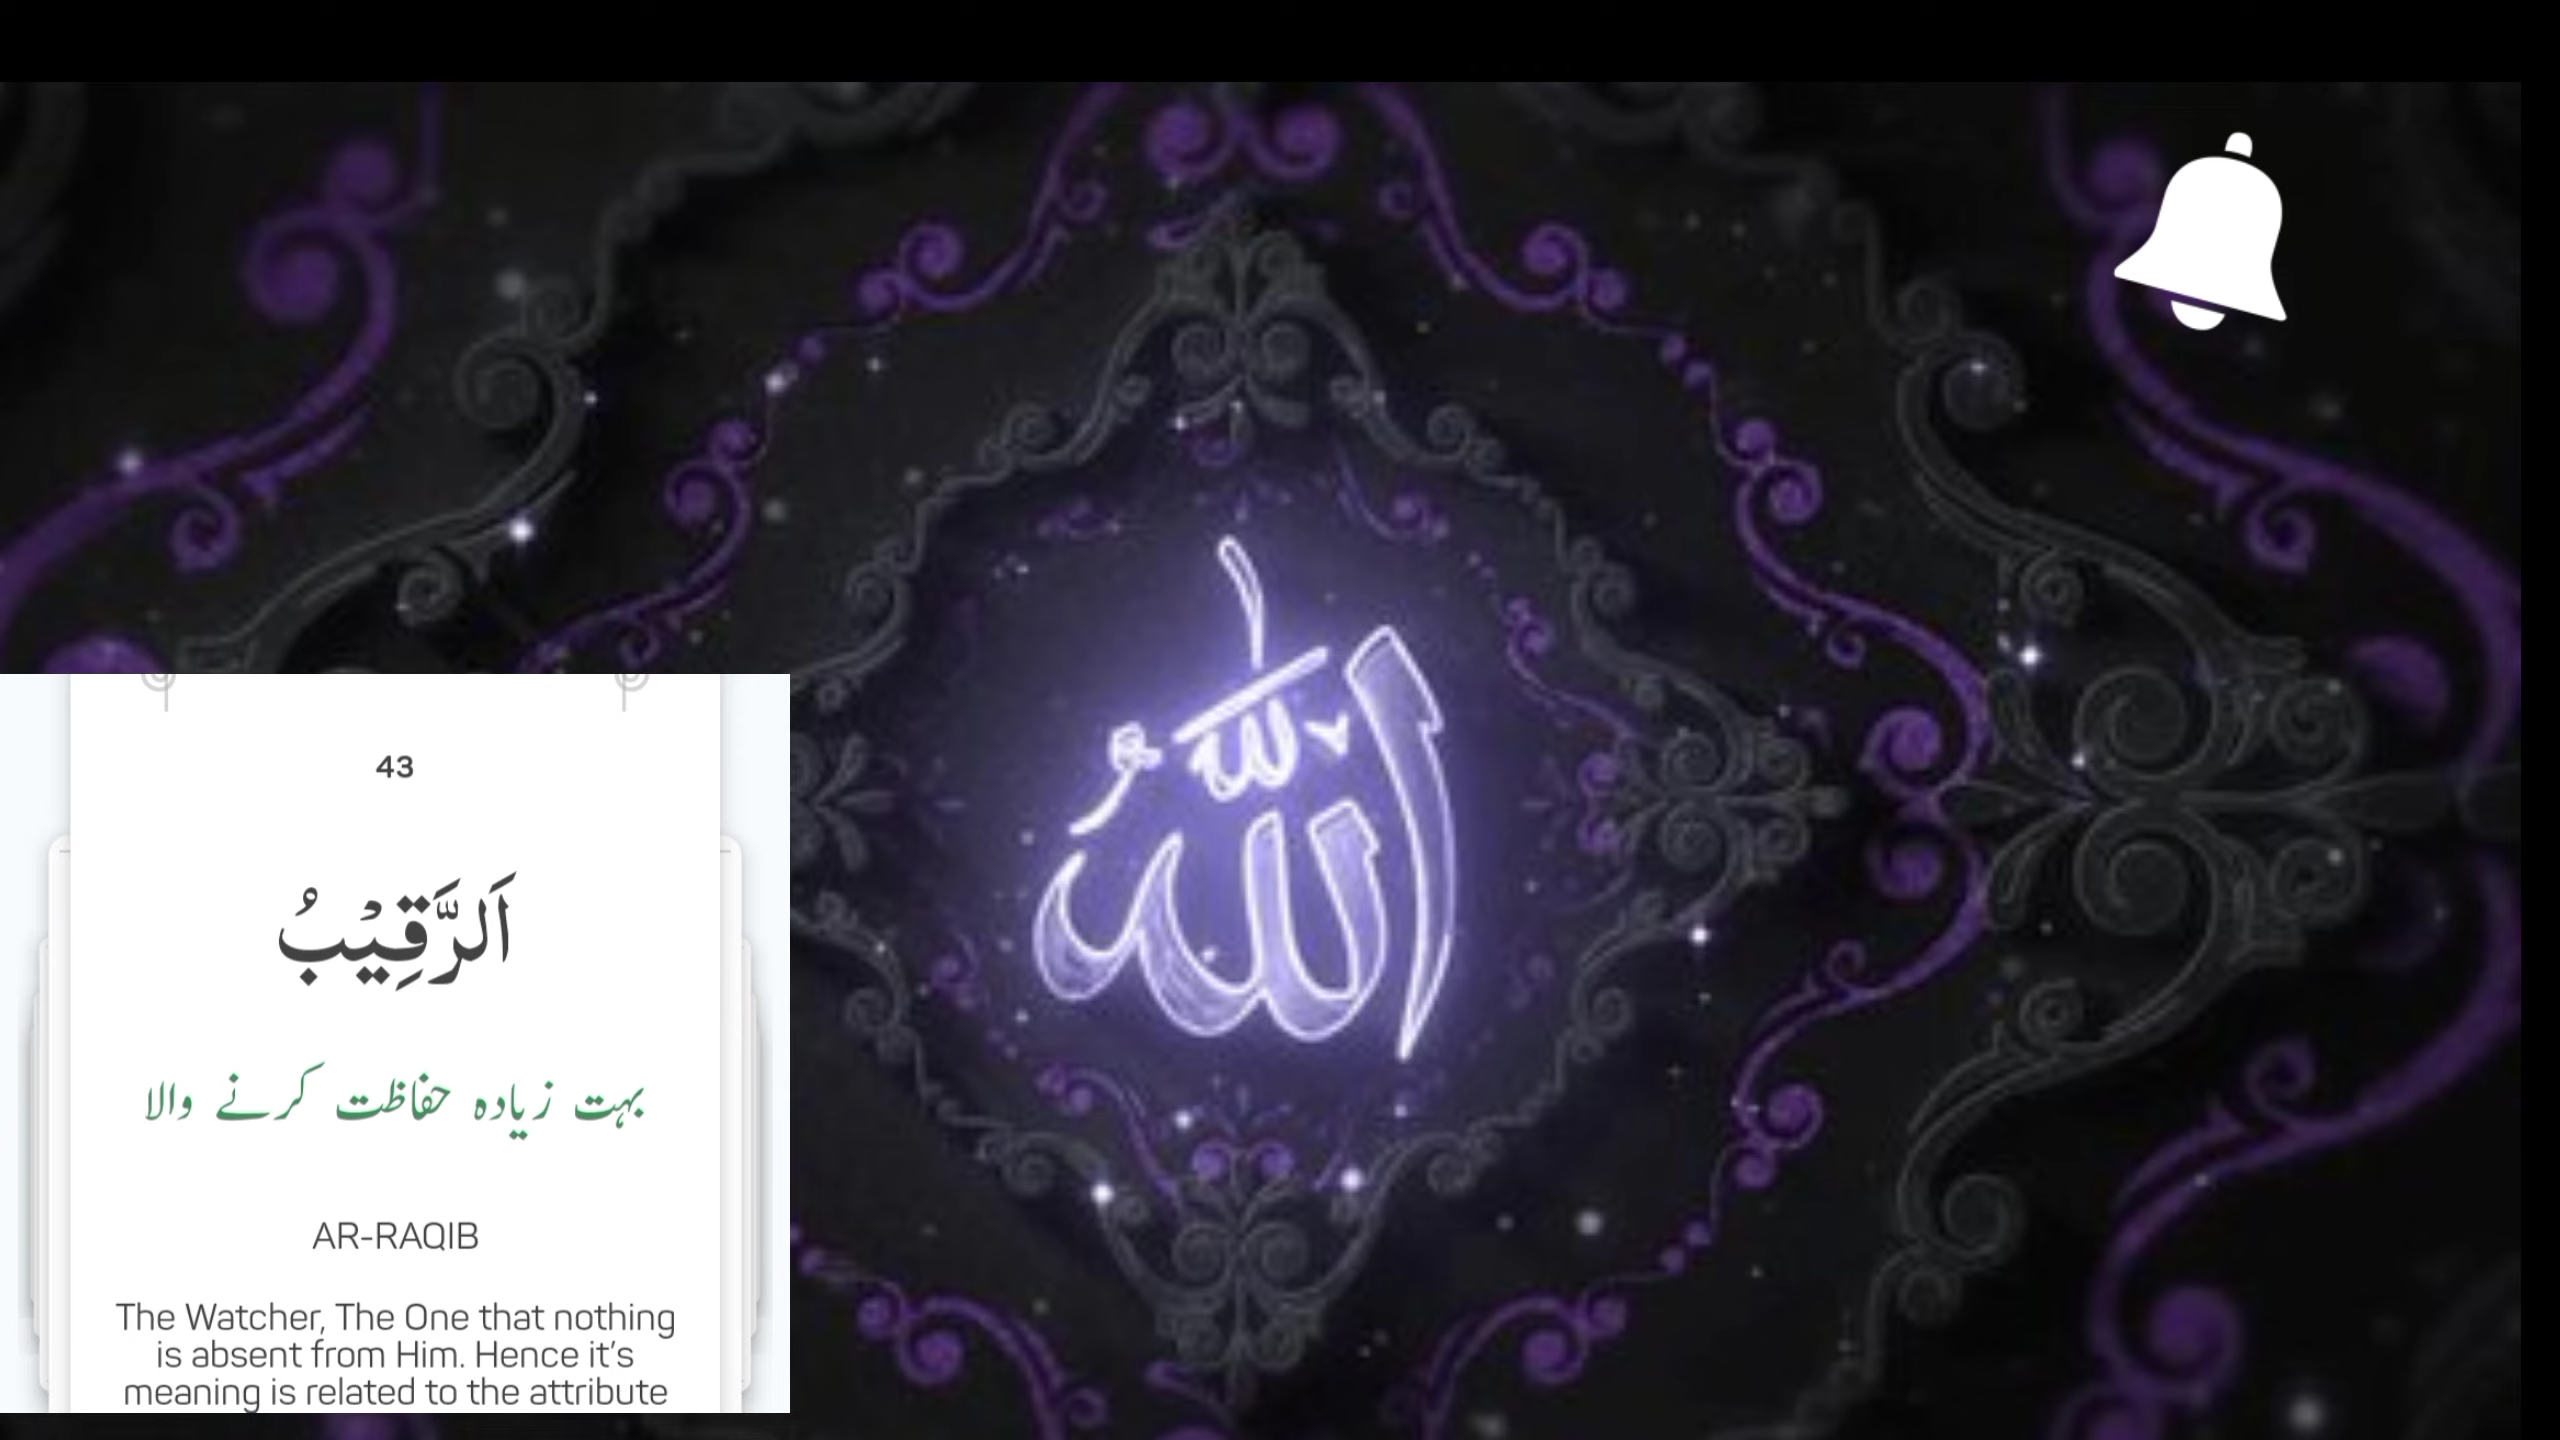 اللهُ
43
اَلرَّقِيْبُ
بہت زیادہ حفاظت کرنے والا
AR-RAQIB
The Watcher, The One that nothing
is absent from Him. Hence it's
meaning is related to the attribute